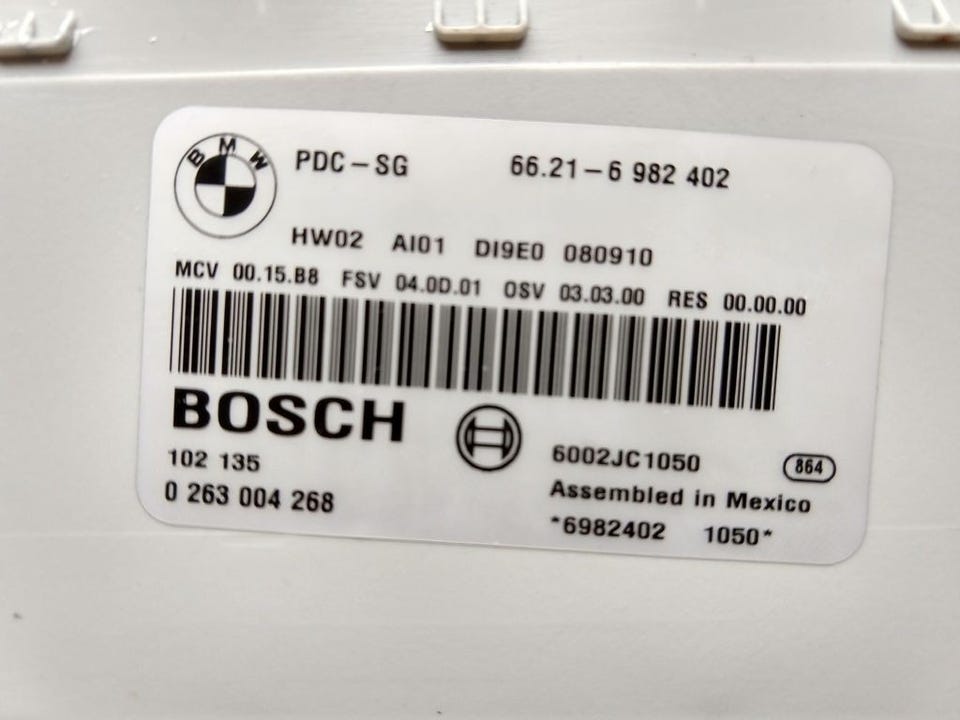 BMW
PDC-SG 66.21-6 982 402
HW02 AI01 DI9E0 080910
MCV 00.15.B8 FSV 04.0D.01 OSV 03.03.00 RES 00.00.00
BOSCH
102 135
0 263 004 268
6002JC1050 864
Assembled in Mexico
*6982402 1050*